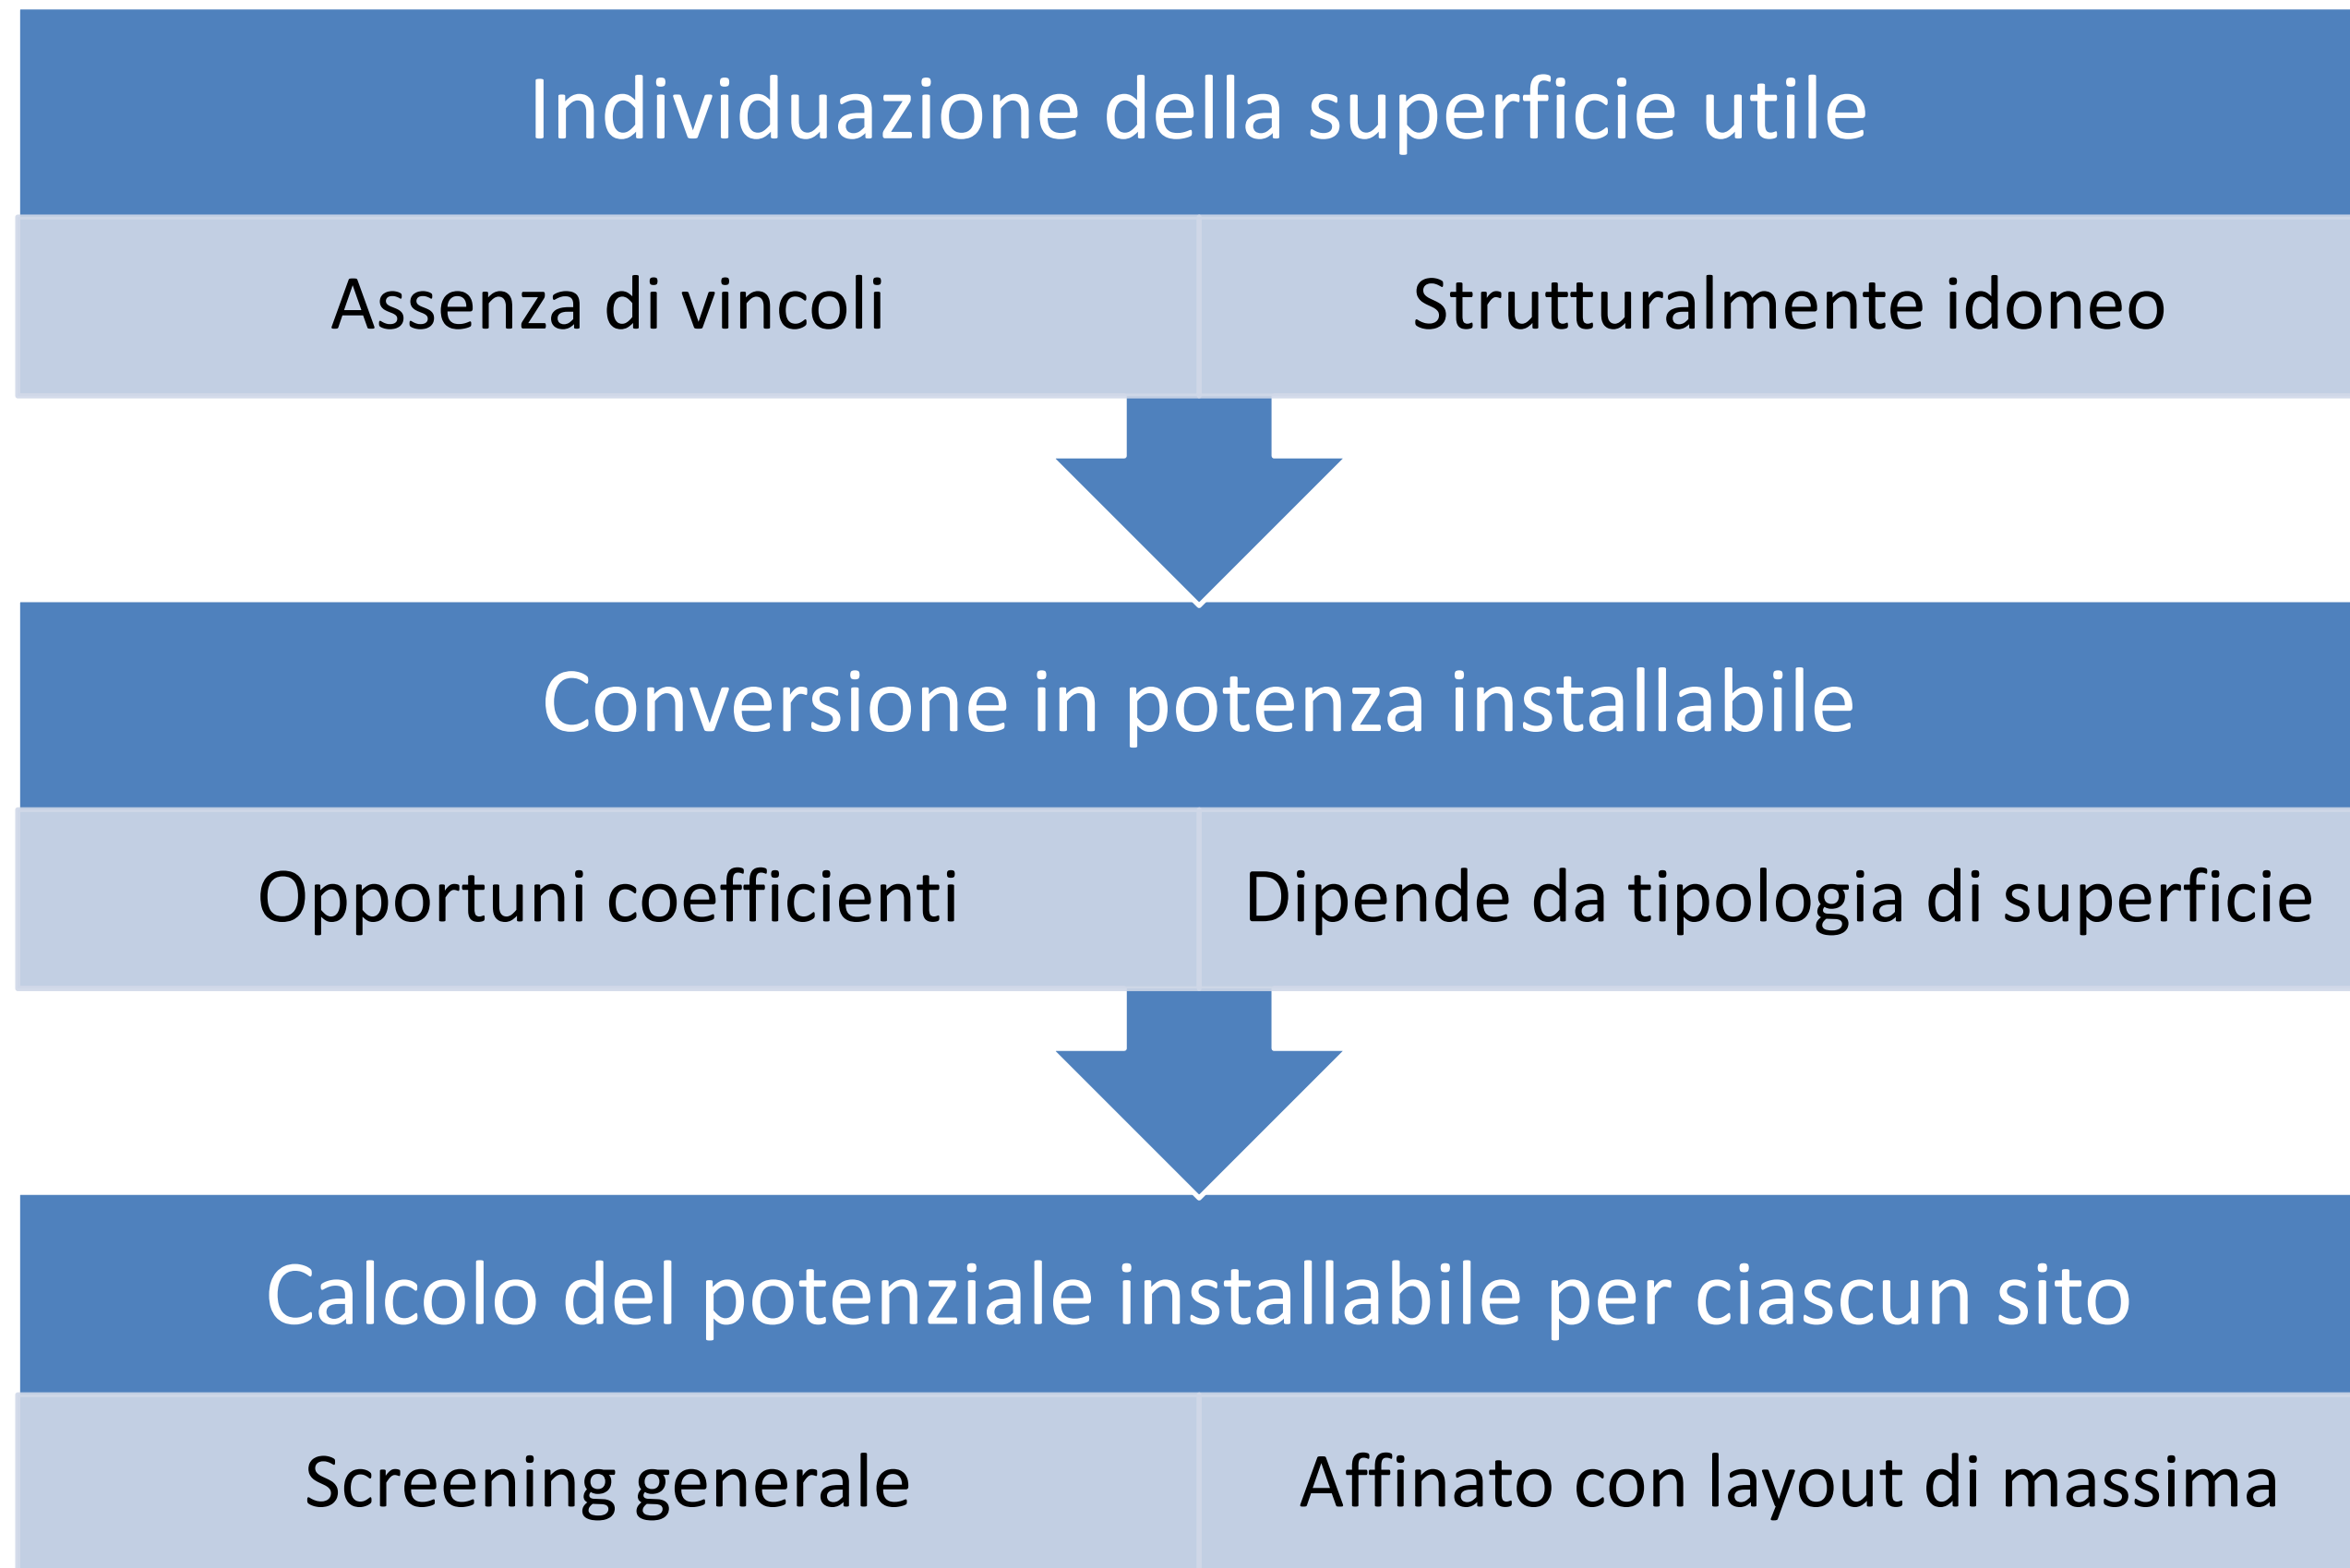 Individuazione della superficie utile
Assenza di vincoli
Strutturalmente idoneo
Conversione in potenza installabile
Opportuni coefficienti
Dipende da tipologia di superficie
Calcolo del potenziale installabile per ciascun sito
Screening generale
Affinato con layout di massima